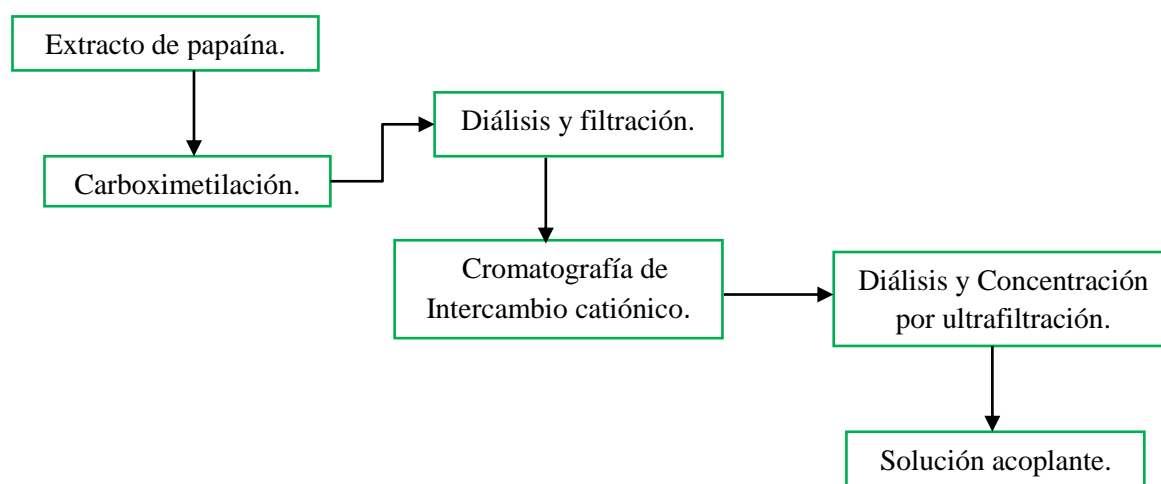 Extracto de papaína.
Carboximetilación.
Diálisis y filtración.
Cromatografía de
Intercambio catiónico.
Diálisis y Concentración
por ultrafiltración.
Solución acoplante.